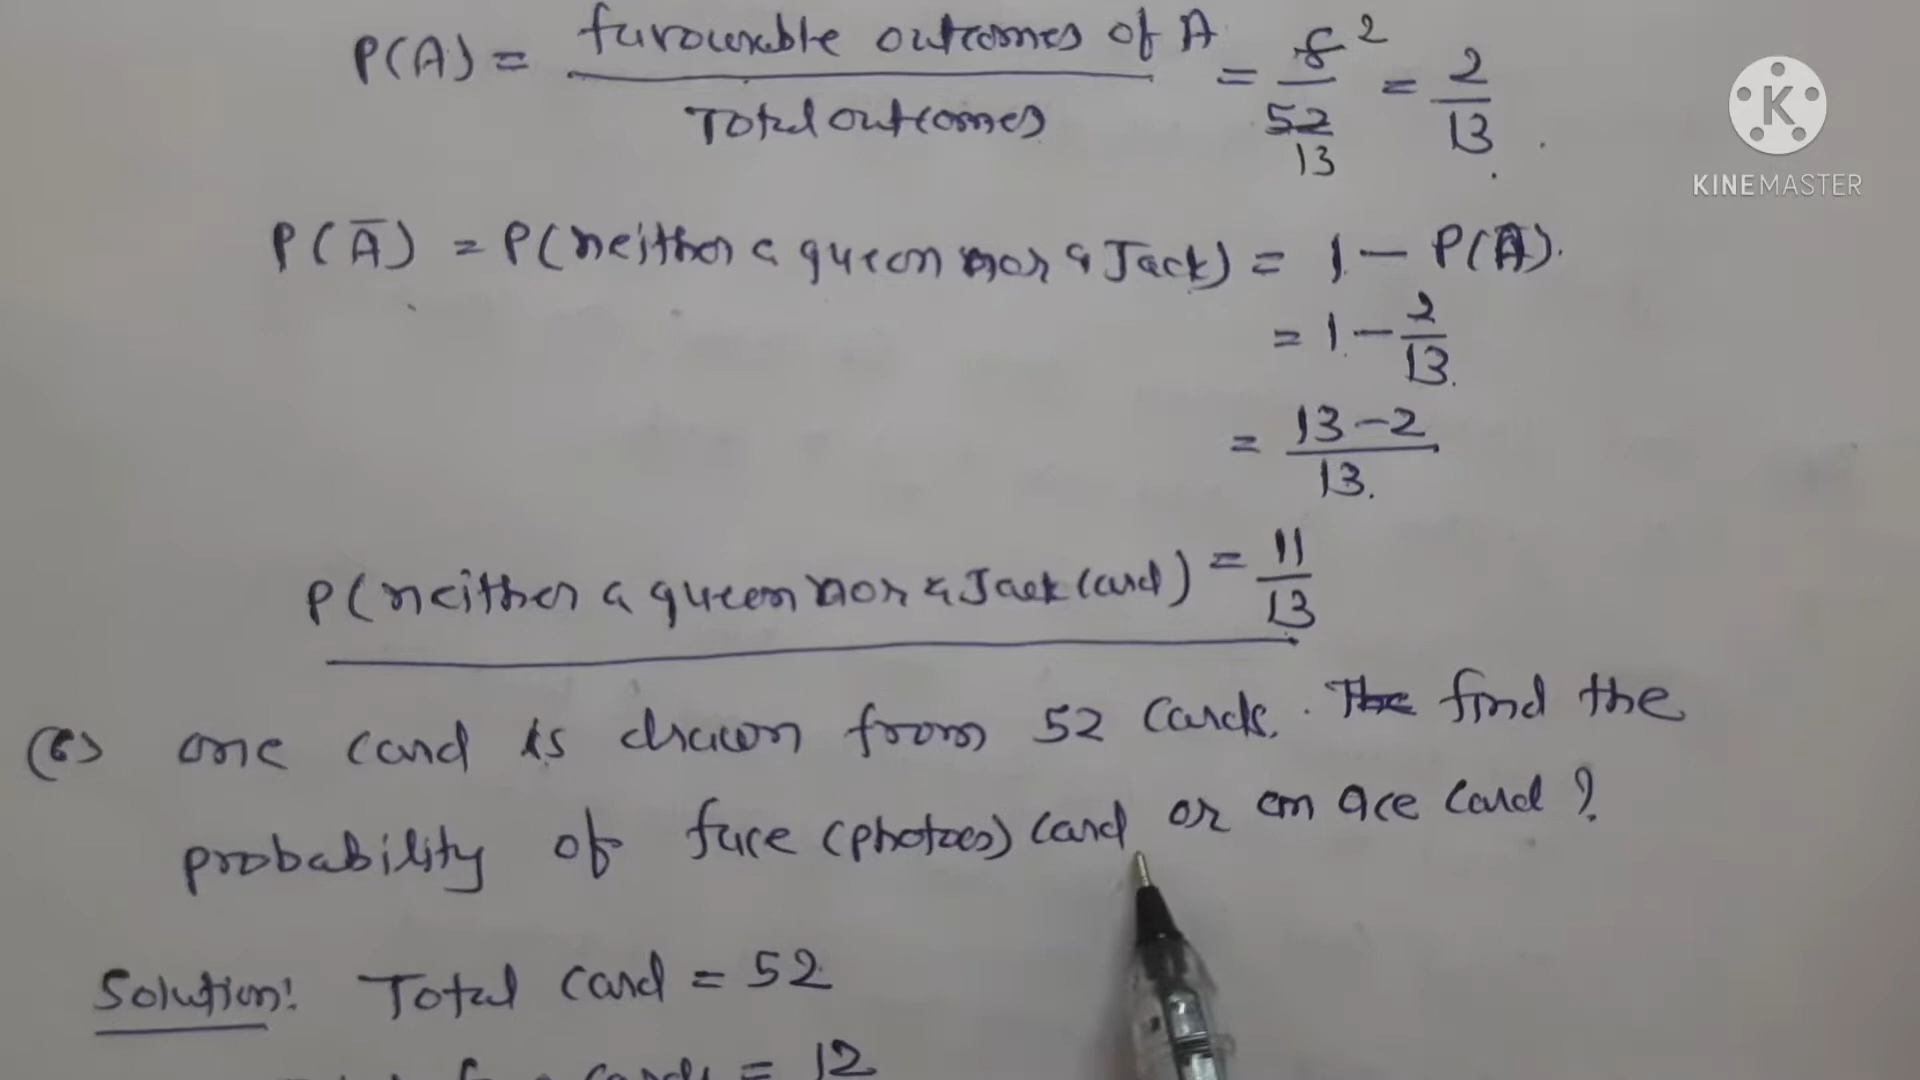 P(A) = favourable outcomes of A / Total outcomes = 8 2 / 52 13 = 2/13.
KINEMASTER
P(Ā) = P(neither a queen nor a Jack) = 1 - P(A).
= 1 - 2/13.
= 13-2/13.
P(neither a queen nor a Jack card) = 11/13
(6) one card is drawn from 52 cards. The find the
probability of face (photoes) card or an ace card?
Solution: Total card = 52
cards = 12